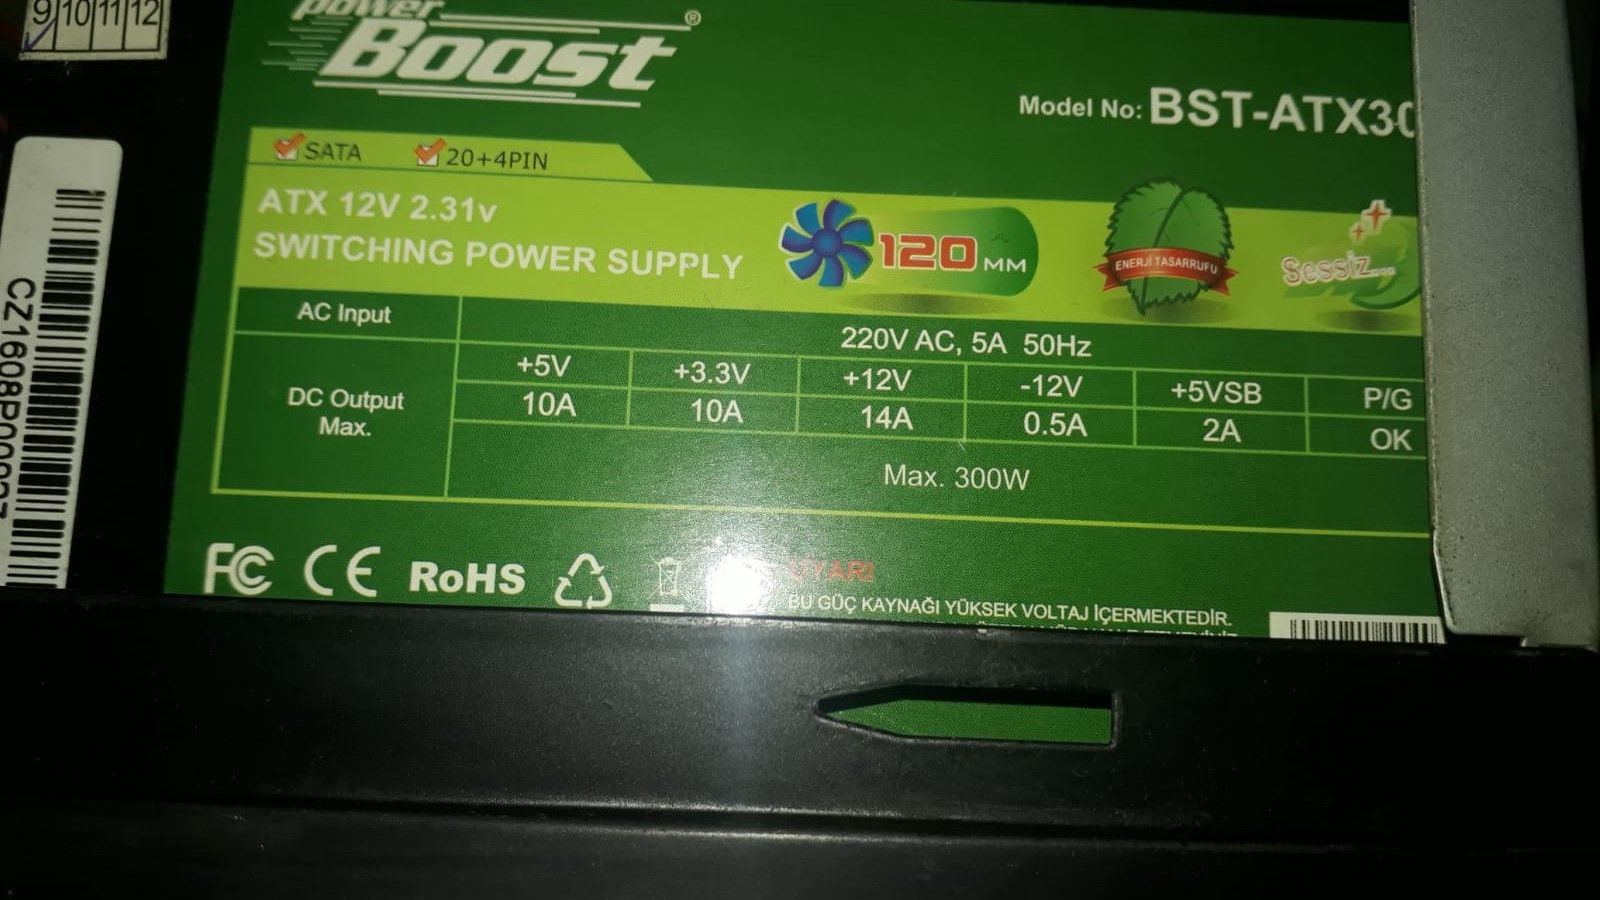 9 10 11 12
power
Boost®
Model No: BST-ATX30
SATA 20+4PIN
ATX 12V 2.31v
SWITCHING POWER SUPPLY
120 MM
ENERJİ TASARRUFU
Sessiz...
AC Input 220V AC, 5A 50Hz
DC Output Max. +5V +3.3V +12V -12V +5VSB P/G
10A 10A 14A 0.5A 2A OK
Max. 300W
FC CE RoHS
UYARI
BU GÜÇ KAYNAĞI YÜKSEK VOLTAJ İÇERMEKTEDİR.